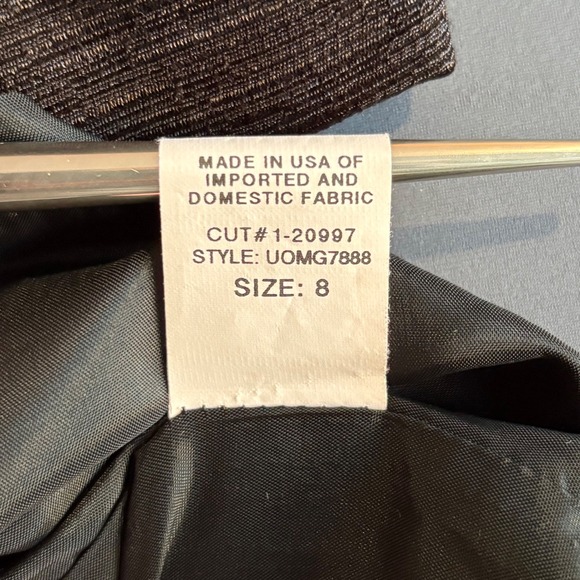 MADE IN USA OF
IMPORTED AND
DOMESTIC FABRIC
CUT#1-20997
STYLE: UOMG7888
SIZE: 8